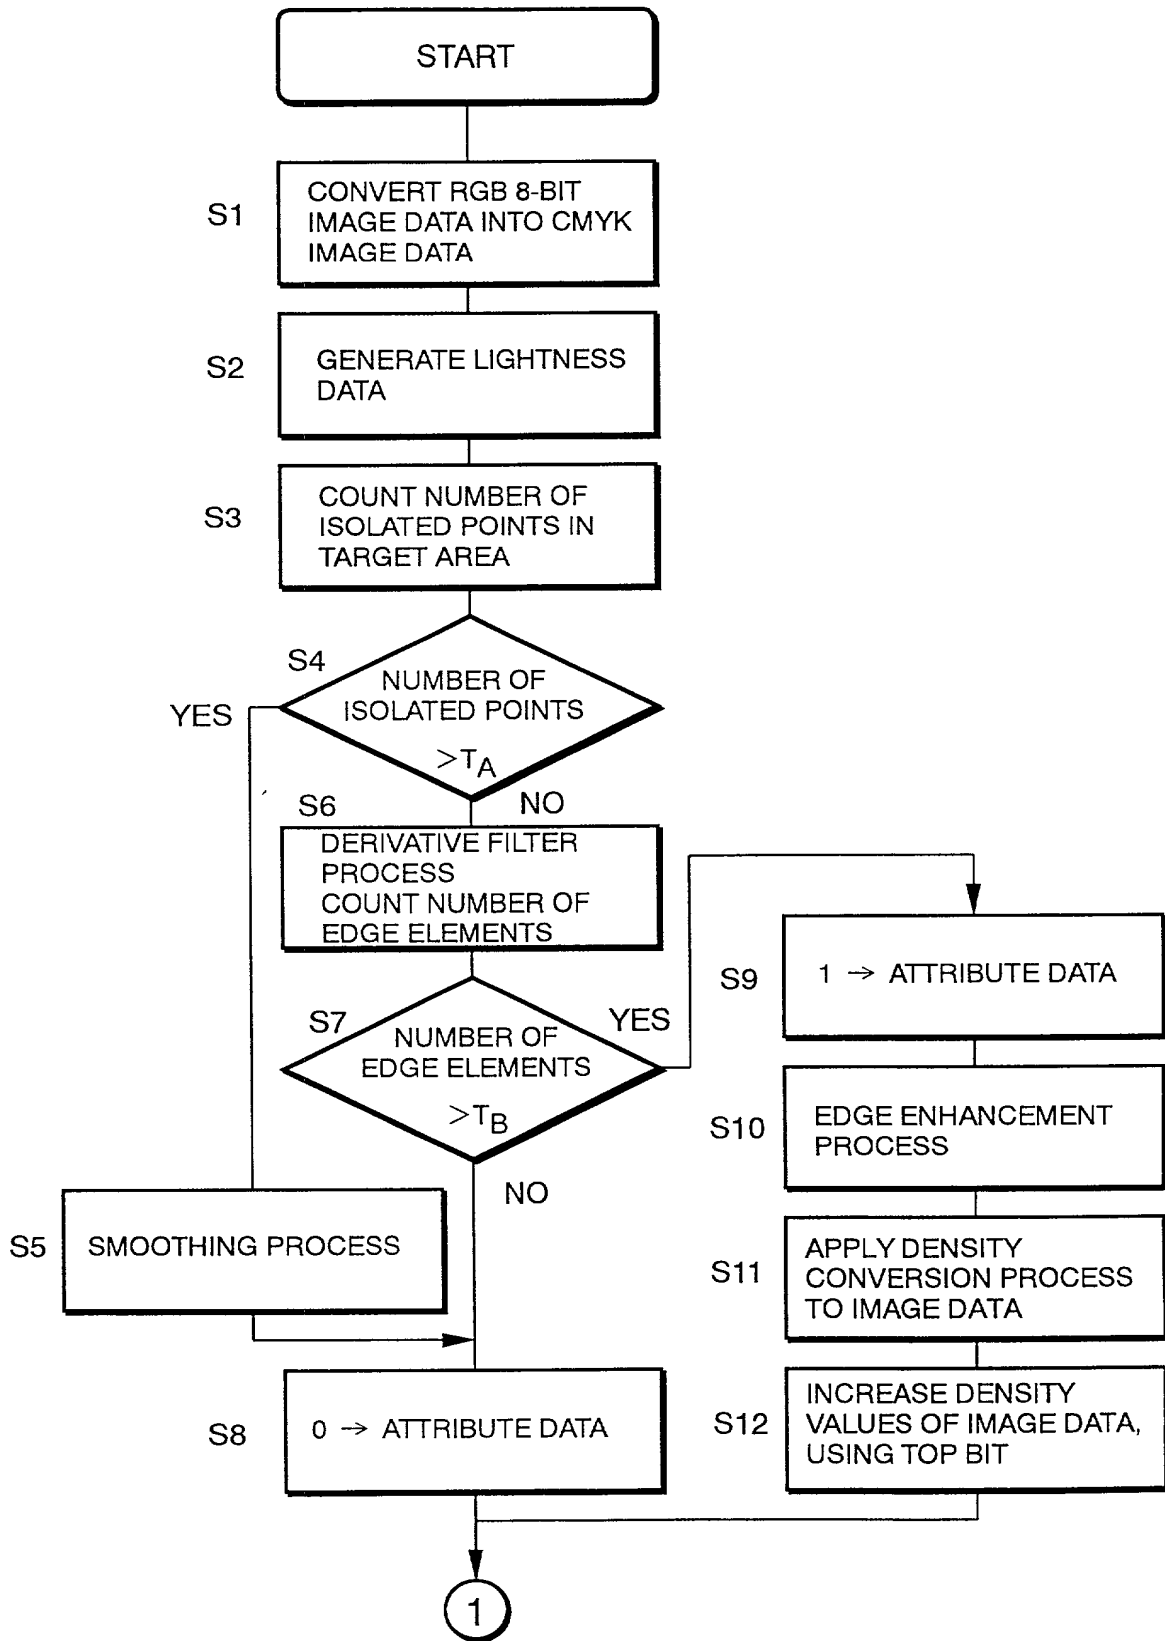 START
S1
CONVERT RGB 8-BIT
IMAGE DATA INTO CMYK
IMAGE DATA
S2
GENERATE LIGHTNESS
DATA
S3
COUNT NUMBER OF
ISOLATED POINTS IN
TARGET AREA
S4
NUMBER OF
ISOLATED POINTS
>TA
YES
NO
S6
DERIVATIVE FILTER
PROCESS
COUNT NUMBER OF
EDGE ELEMENTS
S7
NUMBER OF
EDGE ELEMENTS
>TB
YES
NO
S5
SMOOTHING PROCESS
S8
0 → ATTRIBUTE DATA
S9
1 → ATTRIBUTE DATA
S10
EDGE ENHANCEMENT
PROCESS
S11
APPLY DENSITY
CONVERSION PROCESS
TO IMAGE DATA
S12
INCREASE DENSITY
VALUES OF IMAGE DATA,
USING TOP BIT
1